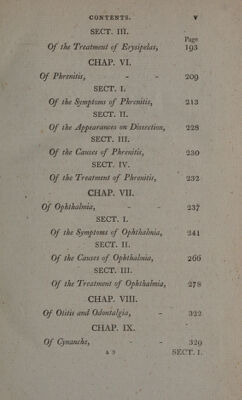 CONTENTS. v
SECT. III.
Page
Of the Treatment of Erysipelas, 193
CHAP. VI.
Of Phrenitis, - - 209
SECT. I.
Of the Symptoms of Phrenitis, 213
SECT. II.
Of the Appearances on Dissection, 228
SECT. III.
Of the Causes of Phrenitis, 230
SECT. IV.
Of the Treatment of Phrenitis, 232
CHAP. VII.
Of Ophthalmia, - - 237
SECT. I.
Of the Symptoms of Ophthalmia, 241
SECT. II.
Of the Causes of Ophthalmia, 266
SECT. III.
Of the Treatment of Ophthalmia, 278
CHAP. VIII.
Of Otitis and Odontalgia, - 322
CHAP. IX.
Of Cynanche, - - 329
a 3 SECT. I.